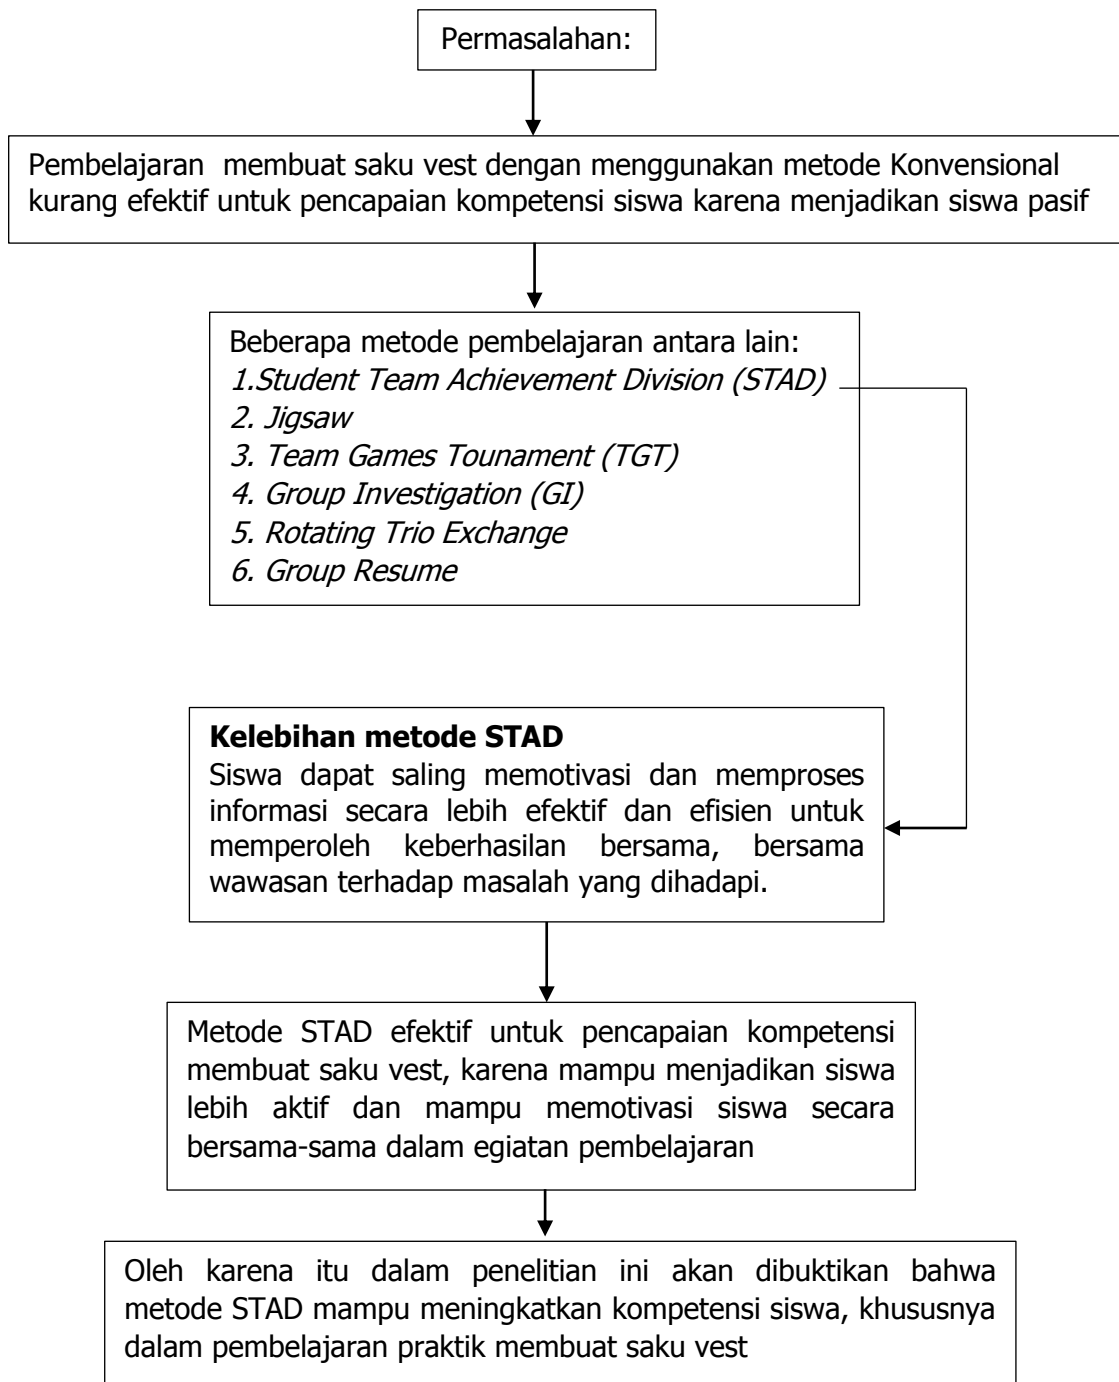 Permasalahan:
Pembelajaran membuat saku vest dengan menggunakan metode Konvensional
kurang efektif untuk pencapaian kompetensi siswa karena menjadikan siswa pasif
Beberapa metode pembelajaran antara lain:
1.Student Team Achievement Division (STAD)
2. Jigsaw
3. Team Games Tounament (TGT)
4. Group Investigation (GI)
5. Rotating Trio Exchange
6. Group Resume
Kelebihan metode STAD
Siswa dapat saling memotivasi dan memproses
informasi secara lebih efektif dan efisien untuk
memperoleh keberhasilan bersama, bersama
wawasan terhadap masalah yang dihadapi.
Metode STAD efektif untuk pencapaian kompetensi
membuat saku vest, karena mampu menjadikan siswa
lebih aktif dan mampu memotivasi siswa secara
bersama-sama dalam egiatan pembelajaran
Oleh karena itu dalam penelitian ini akan dibuktikan bahwa
metode STAD mampu meningkatkan kompetensi siswa, khususnya
dalam pembelajaran praktik membuat saku vest